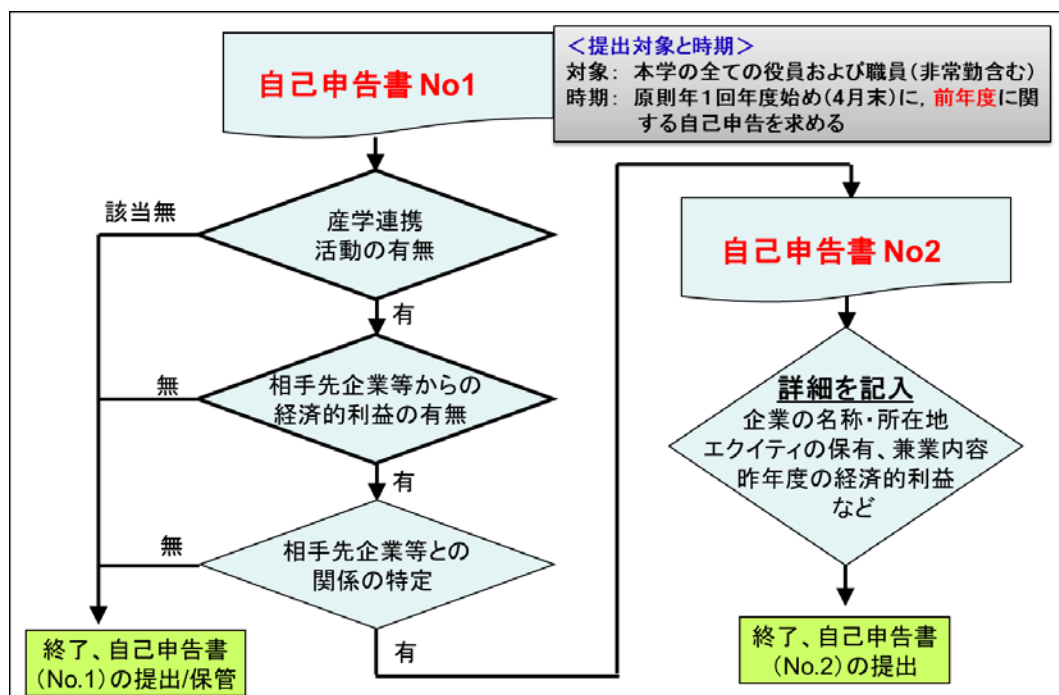 自己申告書 No1
＜提出対象と時期＞
対象： 本学の全ての役員および職員（非常勤含む）
時期： 原則年１回年度始め（4月末）に，前年度に関
する自己申告を求める
産学連携
活動の有無
該当無
有
相手先企業等からの
経済的利益の有無
無
有
相手先企業等との
関係の特定
無
有
終了、自己申告書
（No.1）の提出/保管
自己申告書 No2
詳細を記入
企業の名称・所在地
エクイティの保有、兼業内容
昨年度の経済的利益
など
終了、自己申告書
（No.2）の提出